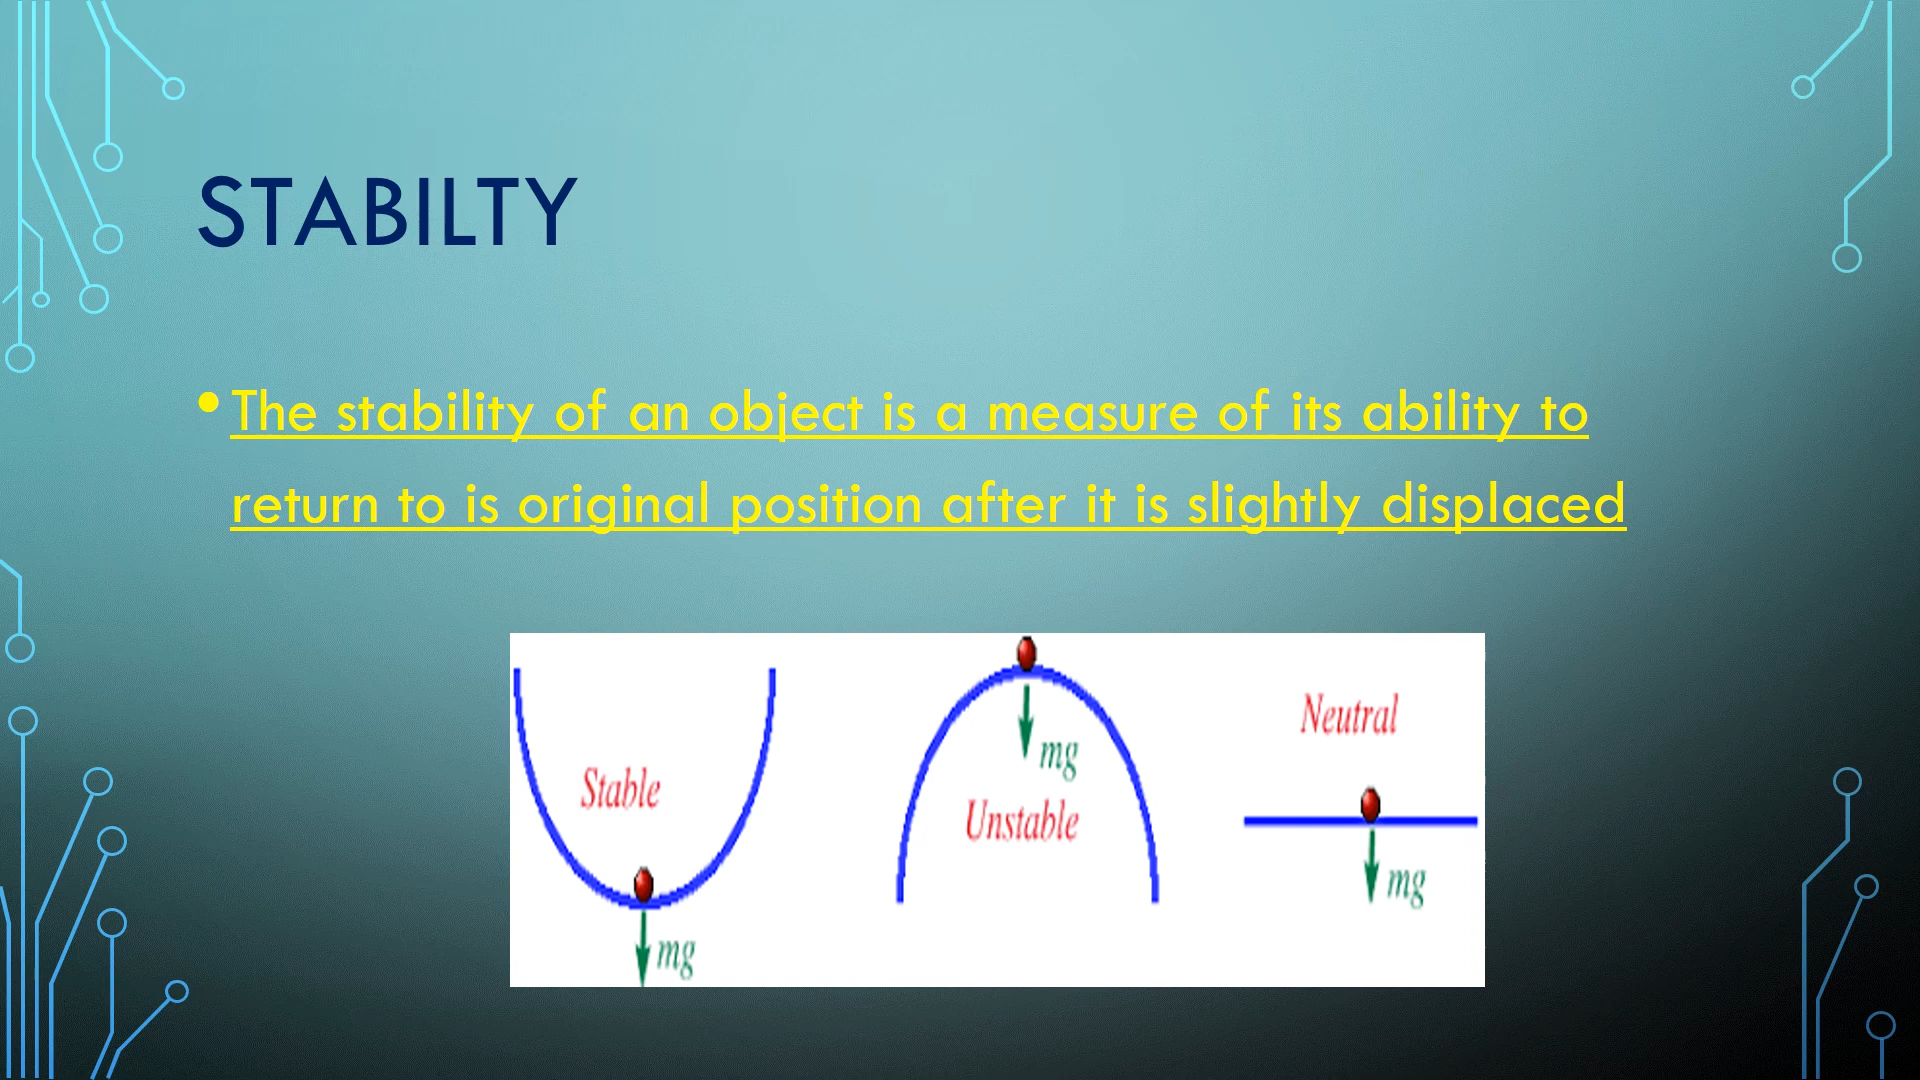 STABILTY
• The stability of an object is a measure of its ability to
return to is original position after it is slightly displaced
Stable
mg
mg
Unstable
Neutral
mg